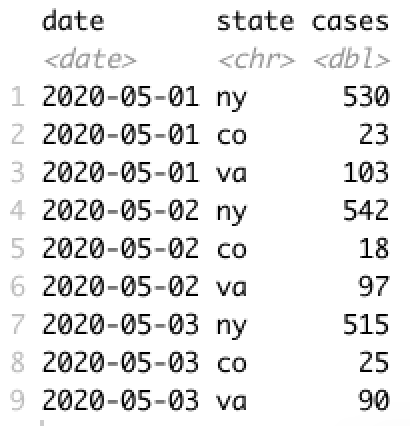 date state cases
<date> <chr> <dbl>
1 2020-05-01 ny 530
2 2020-05-01 co 23
3 2020-05-01 va 103
4 2020-05-02 ny 542
5 2020-05-02 co 18
6 2020-05-02 va 97
7 2020-05-03 ny 515
8 2020-05-03 co 25
9 2020-05-03 va 90